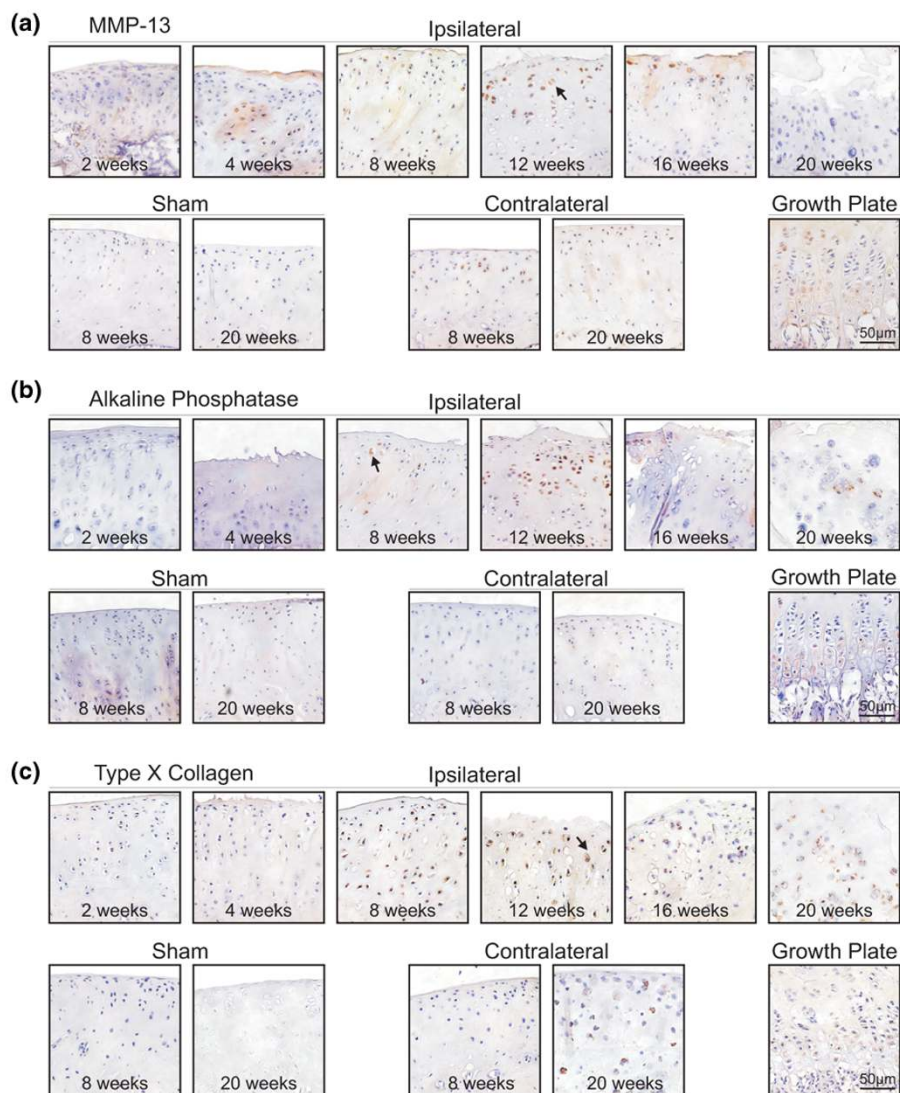 (a) MMP-13 Ipsilateral
2 weeks 4 weeks 8 weeks 12 weeks 16 weeks 20 weeks
Sham Contralateral Growth Plate
8 weeks 20 weeks 8 weeks 20 weeks 50μm
(b) Alkaline Phosphatase Ipsilateral
2 weeks 4 weeks 8 weeks 12 weeks 16 weeks 20 weeks
Sham Contralateral Growth Plate
8 weeks 20 weeks 8 weeks 20 weeks 50μm
(c) Type X Collagen Ipsilateral
2 weeks 4 weeks 8 weeks 12 weeks 16 weeks 20 weeks
Sham Contralateral Growth Plate
8 weeks 20 weeks 8 weeks 20 weeks 50μm